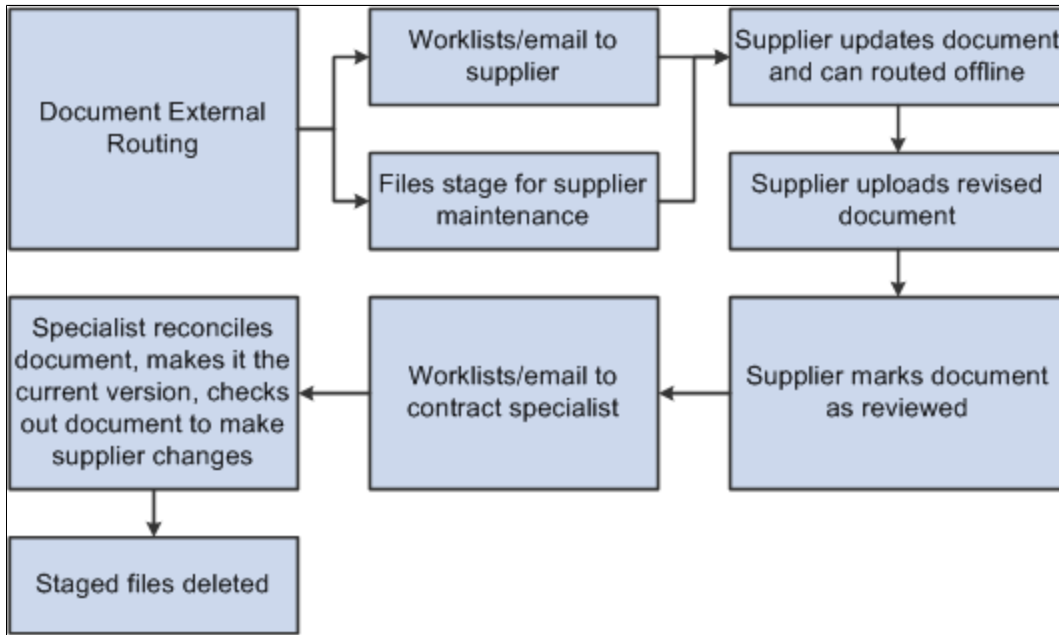 Document External
Routing
Worklists/email to
supplier
Files stage for supplier
maintenance
Supplier updates document
and can routed offline
Supplier uploads revised
document
Supplier marks document
as reviewed
Worklists/email to
contract specialist
Specialist reconciles
document, makes it the
current version, checks
out document to make
supplier changes
Staged files deleted